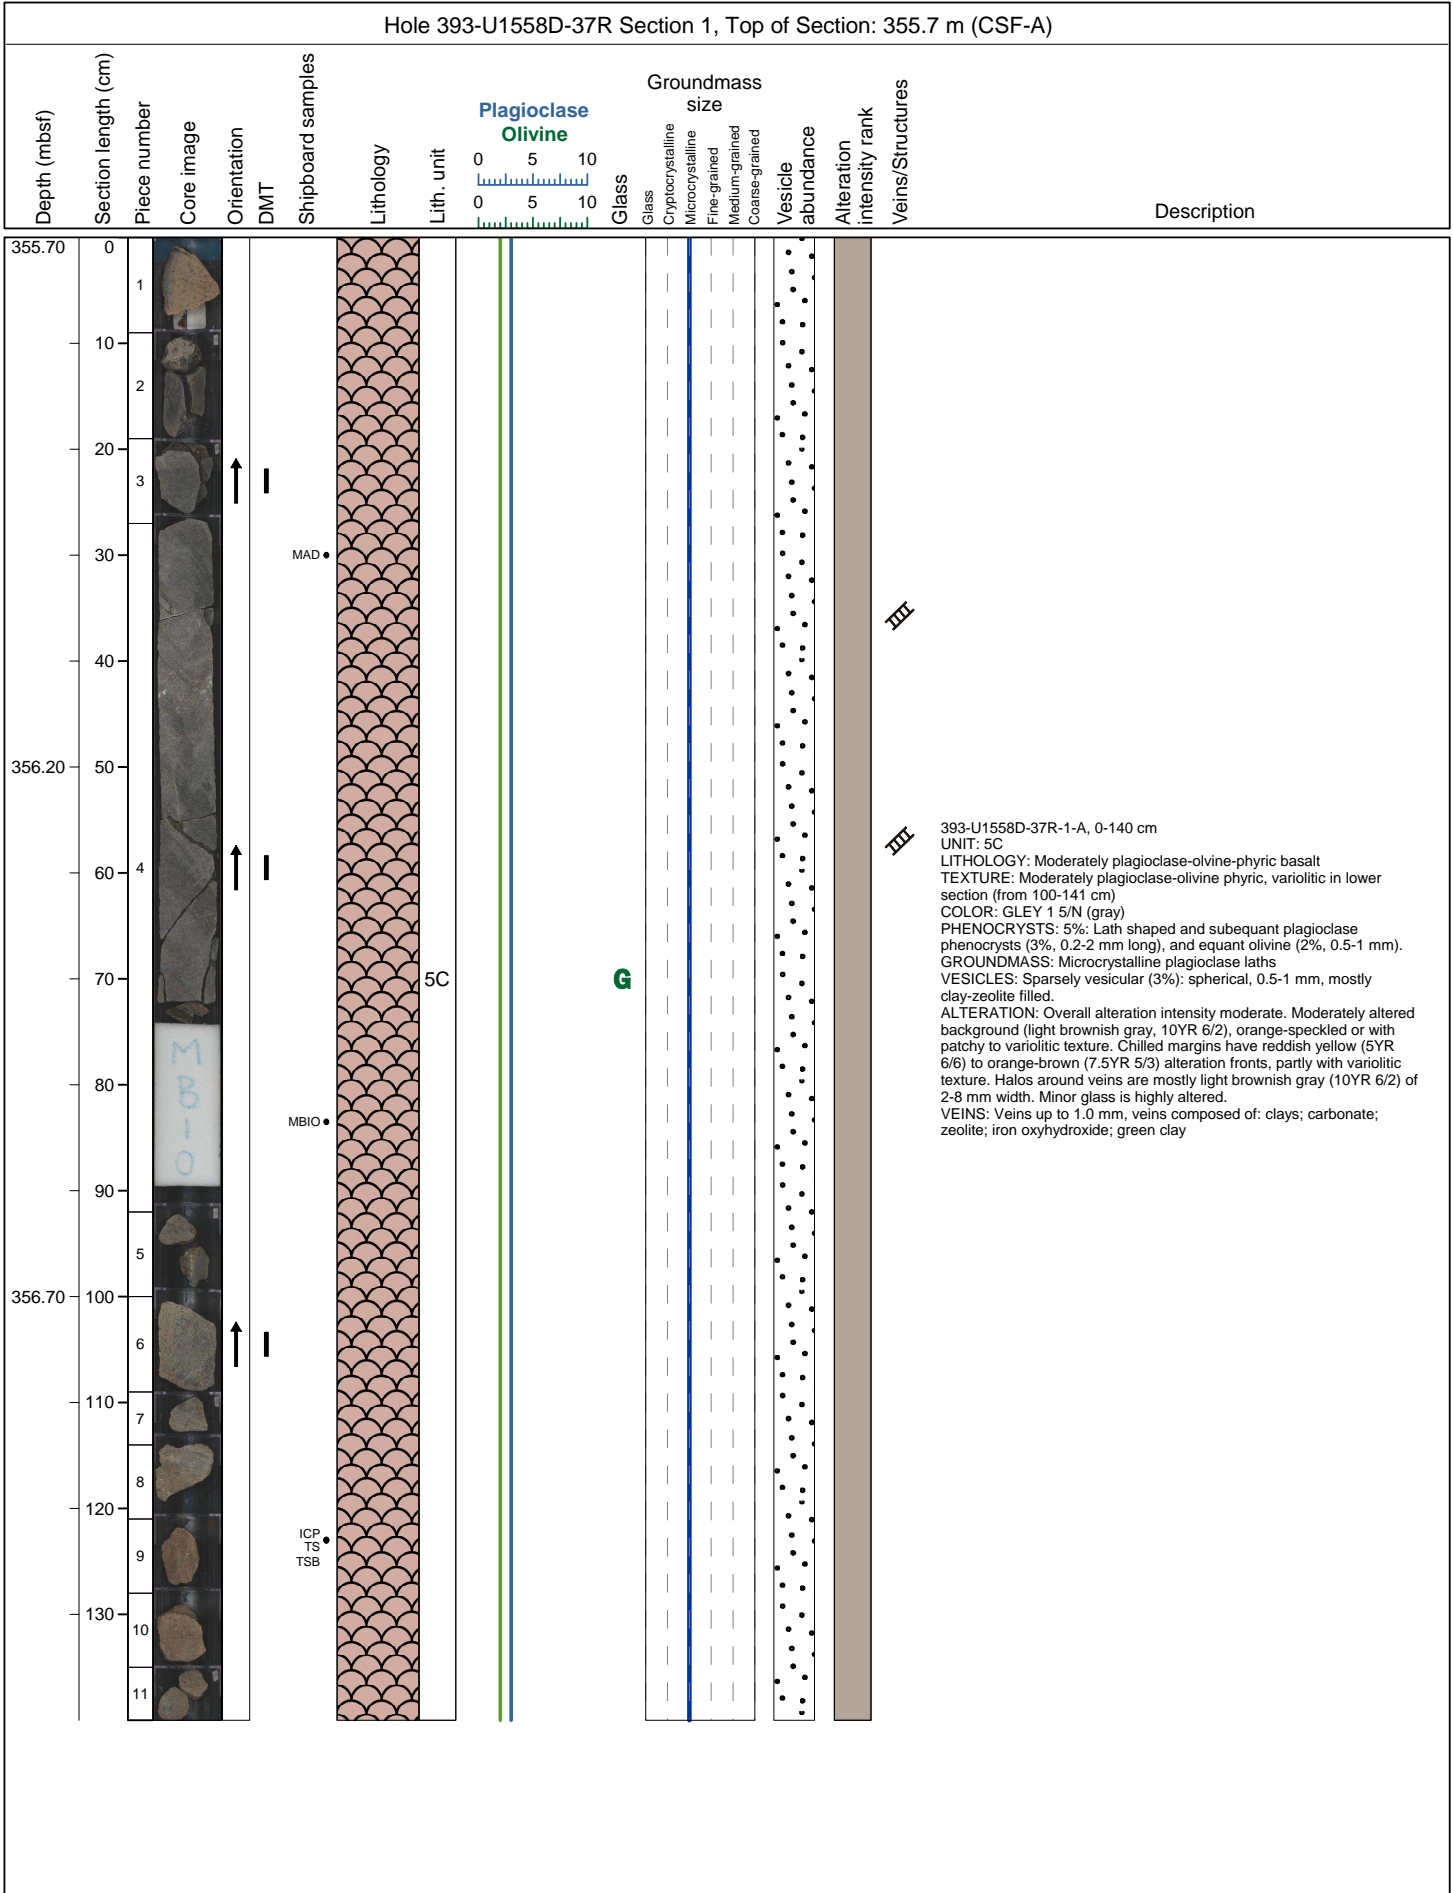 Hole 393-U1558D-37R Section 1, Top of Section: 355.7 m (CSF-A)
Depth (mbsf)
Section length (cm)
Piece number
Core image
Orientation
DMT
Shipboard samples
Lithology
Lith. unit
Plagioclase
Olivine
0 5 10
0 5 10
Glass
Groundmass
size
Glass
Cryptocrystalline
Microcrystalline
Fine-grained
Medium-grained
Coarse-grained
Vesicle
abundance
Alteration
intensity rank
Veins/Structures
Description
355.70
356.20
356.70
0
10
20
30
40
50
60
70
80
90
100
110
120
130
1
2
3
4
5
6
7
8
9
10
11
M
B
I
O
MAD
MBIO
ICP
TS
TSB
5C
G
393-U1558D-37R-1-A, 0-140 cm
UNIT: 5C
LITHOLOGY: Moderately plagioclase-olvine-phyric basalt
TEXTURE: Moderately plagioclase-olivine phyric, variolitic in lower
section (from 100-141 cm)
COLOR: GLEY 1 5/N (gray)
PHENOCRYSTS: 5%: Lath shaped and subequant plagioclase
phenocrysts (3%, 0.2-2 mm long), and equant olivine (2%, 0.5-1 mm).
GROUNDMASS: Microcrystalline plagioclase laths
VESICLES: Sparsely vesicular (3%): spherical, 0.5-1 mm, mostly
clay-zeolite filled.
ALTERATION: Overall alteration intensity moderate. Moderately altered
background (light brownish gray, 10YR 6/2), orange-speckled or with
patchy to variolitic texture. Chilled margins have reddish yellow (5YR
6/6) to orange-brown (7.5YR 5/3) alteration fronts, partly with variolitic
texture. Halos around veins are mostly light brownish gray (10YR 6/2) of
2-8 mm width. Minor glass is highly altered.
VEINS: Veins up to 1.0 mm, veins composed of: clays; carbonate;
zeolite; iron oxyhydroxide; green clay